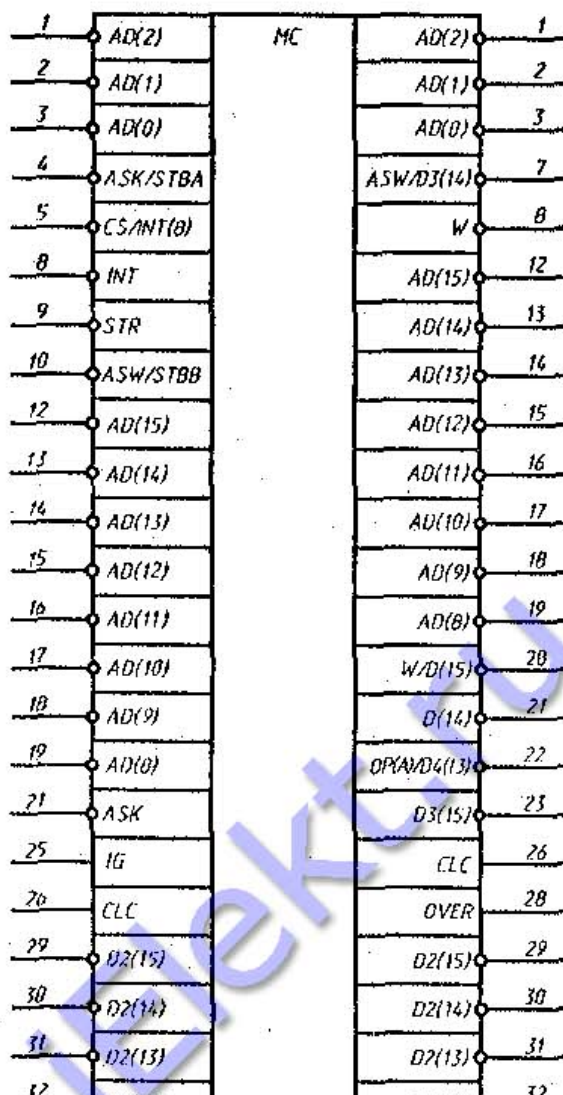 1 AD(2) MC AD(2) 1
2 AD(1) AD(1) 2
3 AD(0) AD(0) 3
4 ASK/STBA ASW/D3(14) 7
5 CS/INT(8) W 8
8 INT AD(15) 12
9 STR AD(14) 13
10 ASW/STBB AD(13) 14
12 AD(15) AD(12) 15
13 AD(14) AD(11) 16
14 AD(13) AD(10) 17
15 AD(12) AD(9) 18
16 AD(11) AD(8) 19
17 AD(10) W/D(15) 20
18 AD(9) D(14) 21
19 AD(0) OP(A)/D4(13) 22
21 ASK D3(15) 23
25 IG CLC 26
26 CLC OVER 28
29 D2(15) D2(15) 29
30 D2(14) D2(14) 30
31 D2(13) D2(13) 31
32 32
iElekt.ru